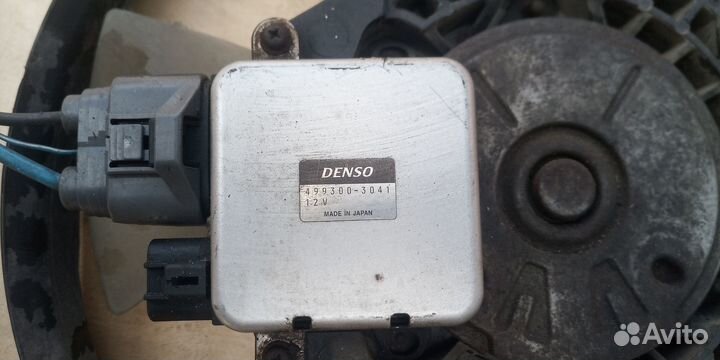 DENSO
499300-3041
12V
MADE IN JAPAN
Avito